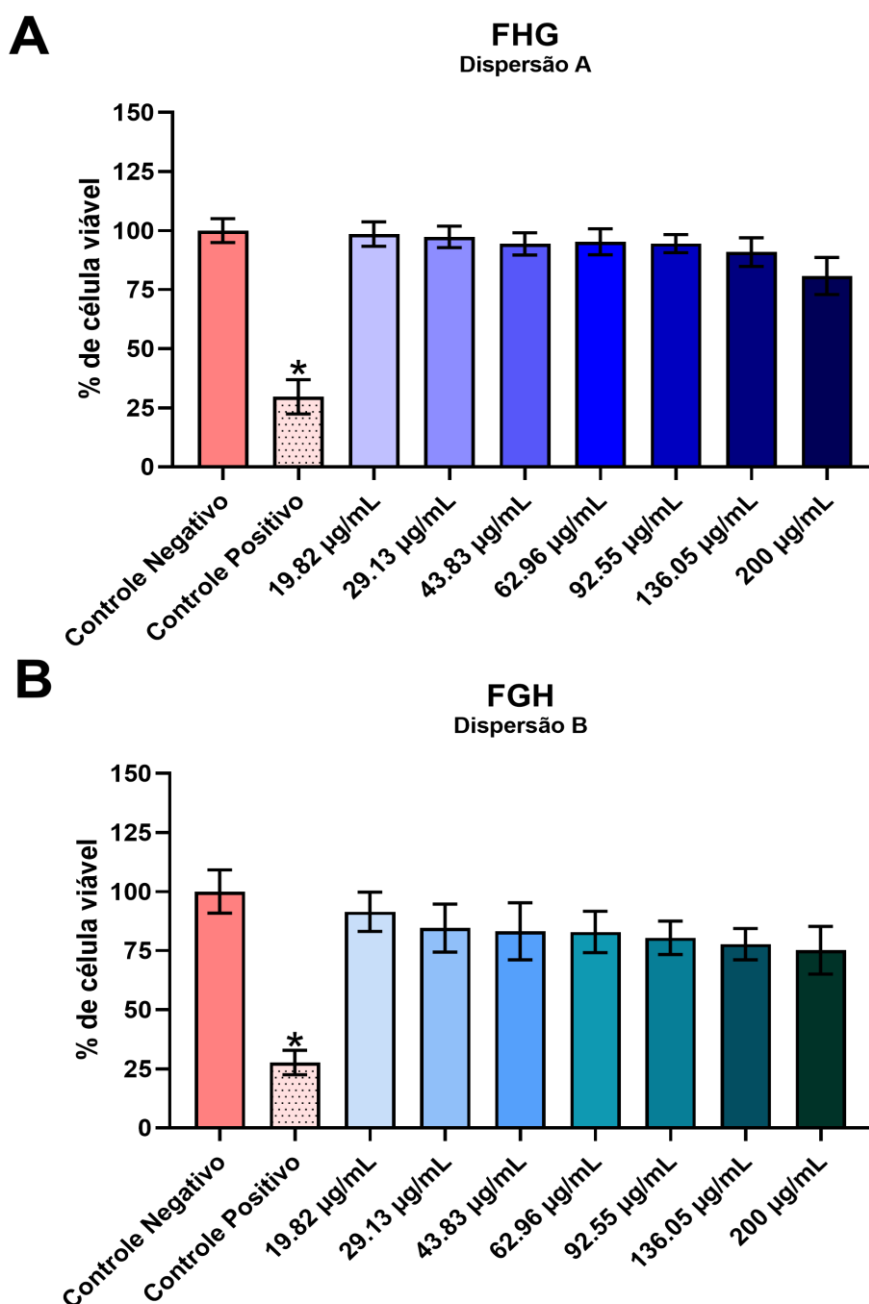 A
FHG
Dispersão A
% de célula viável
150
125
100
75
50
25
0
*
Controle Negativo
Controle Positivo
19.82 µg/mL
29.13 µg/mL
43.83 µg/mL
62.96 µg/mL
92.55 µg/mL
136.05 µg/mL
200 µg/mL
B
FGH
Dispersão B
% de célula viável
150
125
100
75
50
25
0
*
Controle Negativo
Controle Positivo
19.82 µg/mL
29.13 µg/mL
43.83 µg/mL
62.96 µg/mL
92.55 µg/mL
136.05 µg/mL
200 µg/mL